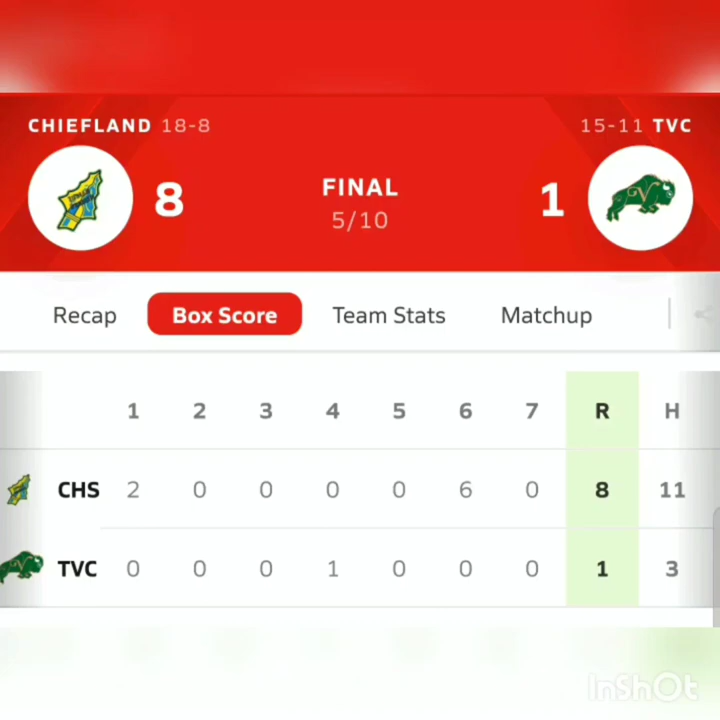 CHIEFLAND 18-8
15-11 TVC
8
FINAL
5/10
1
Recap
Box Score
Team Stats
Matchup
1 2 3 4 5 6 7 R H
CHS 2 0 0 0 0 6 0 8 11
TVC 0 0 0 1 0 0 0 1 3
InShOt